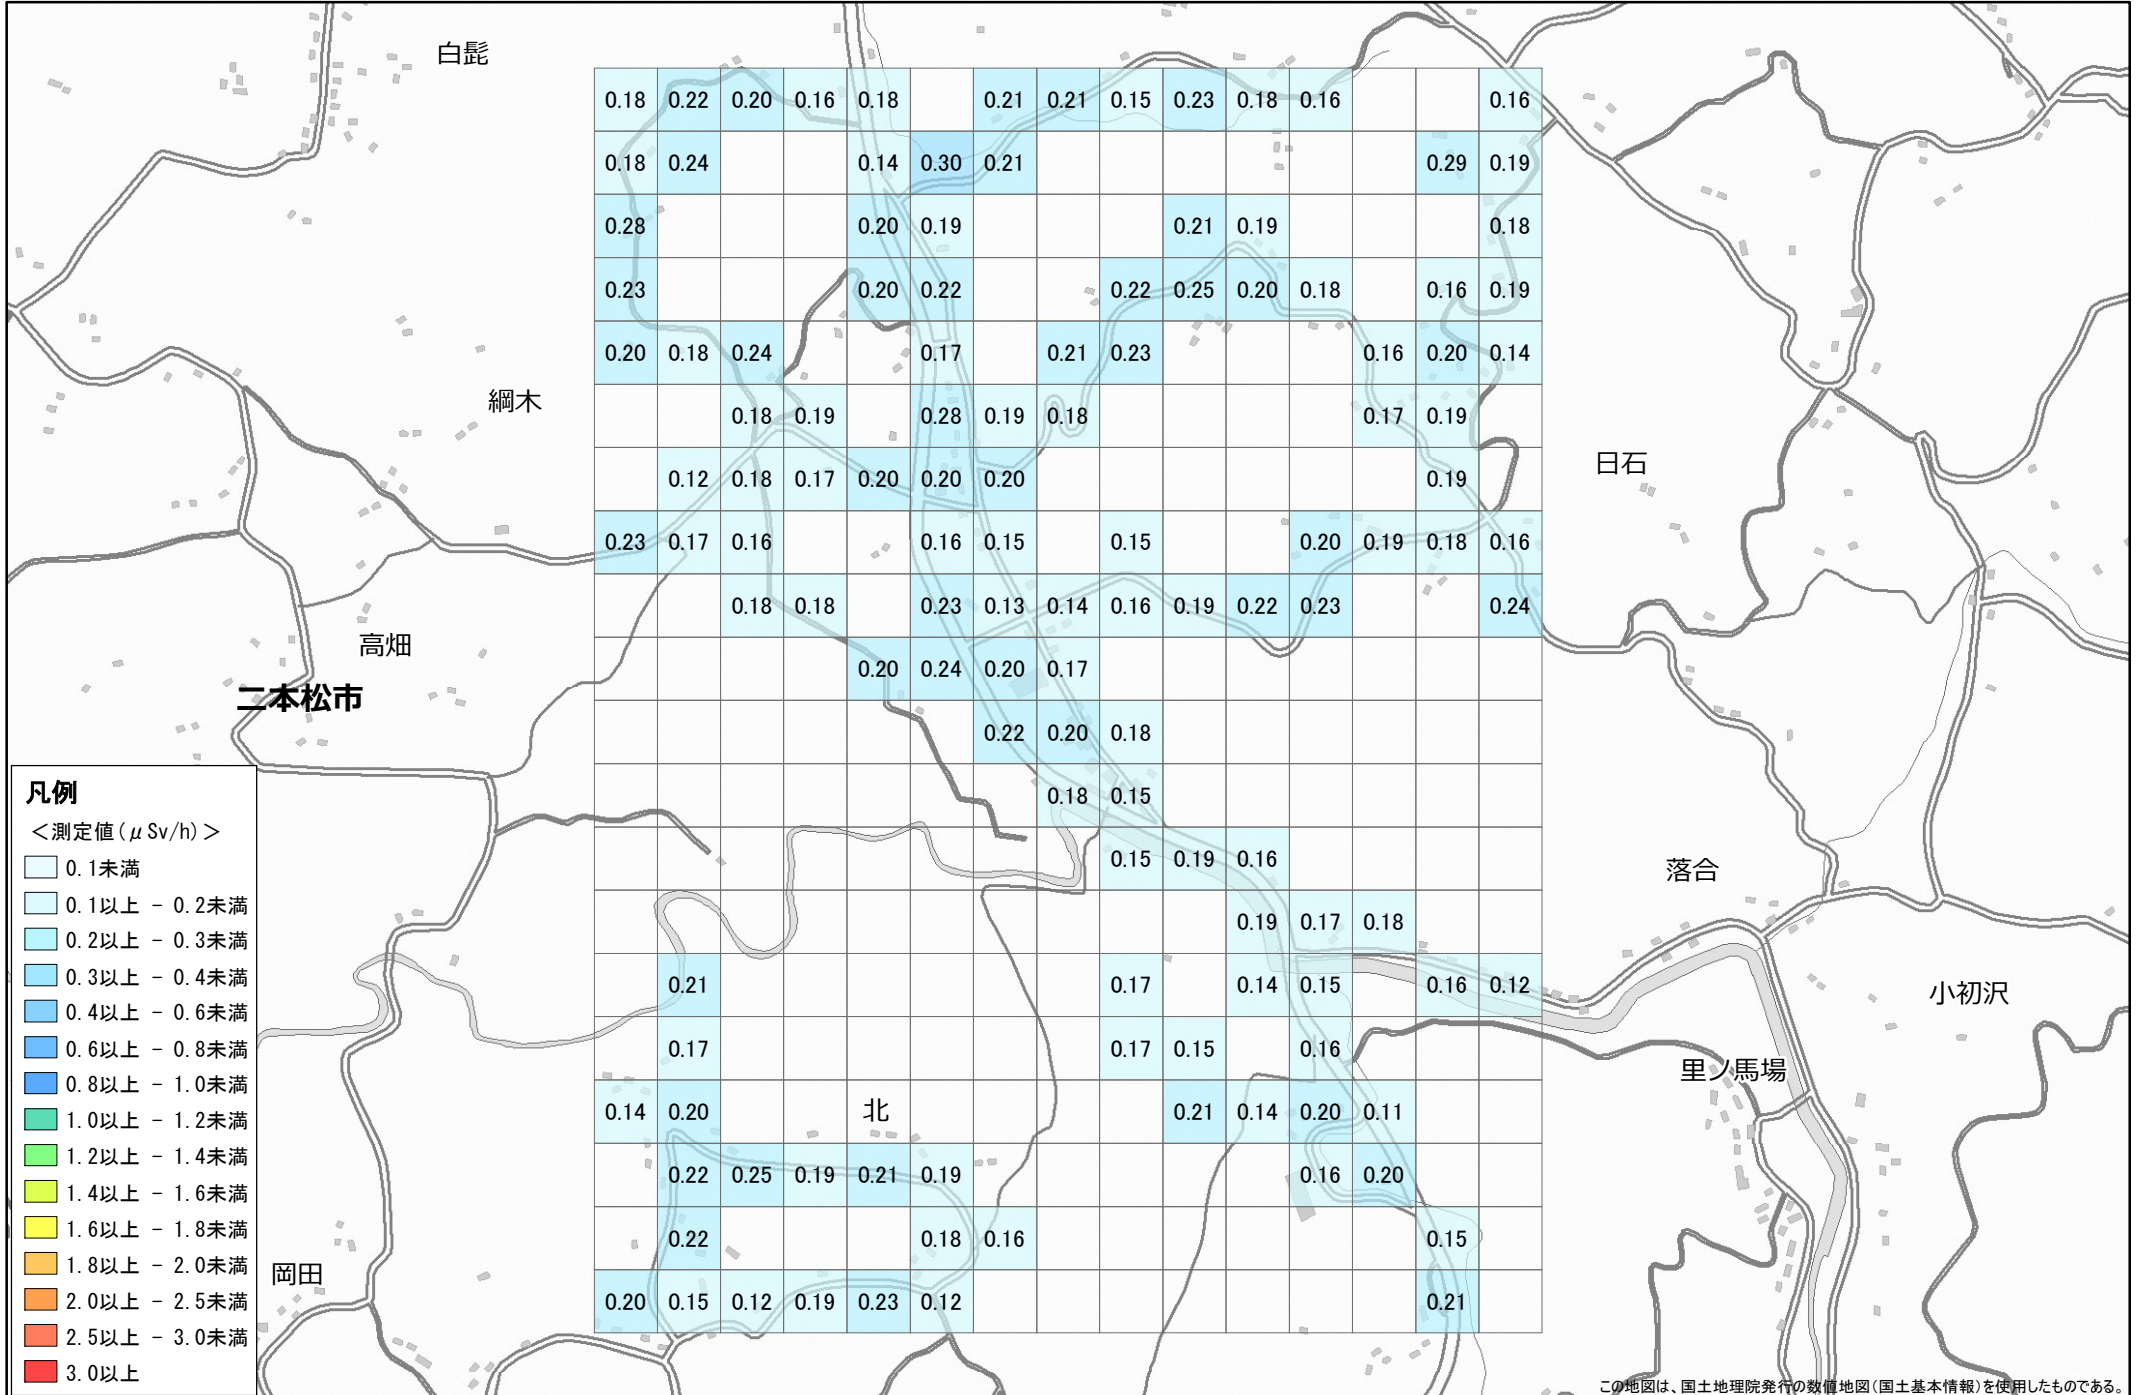 白髭
0.18 0.22 0.20 0.16 0.18 0.21 0.21 0.15 0.23 0.18 0.16 0.16
0.18 0.24 0.14 0.30 0.21 0.29 0.19
0.28 0.20 0.19 0.21 0.19 0.18
0.23 0.20 0.22 0.22 0.25 0.20 0.18 0.16 0.19
0.20 0.18 0.24 0.17 0.21 0.23 0.16 0.20 0.14
綱木
0.18 0.19 0.28 0.19 0.18 0.17 0.19
日石
0.12 0.18 0.17 0.20 0.20 0.20 0.19
0.23 0.17 0.16 0.16 0.15 0.15 0.20 0.19 0.18 0.16
0.18 0.18 0.23 0.13 0.14 0.16 0.19 0.22 0.23 0.24
高畑
0.20 0.24 0.20 0.17
二本松市
0.22 0.20 0.18
0.18 0.15
0.15 0.19 0.16
落合
0.19 0.17 0.18
0.21 0.17 0.14 0.15 0.16 0.12
小初沢
0.17 0.17 0.15 0.16
里ノ馬場
0.14 0.20 北 0.21 0.14 0.20 0.11
0.22 0.25 0.19 0.21 0.19 0.16 0.20
0.22 0.18 0.16 0.15
岡田
0.20 0.15 0.12 0.19 0.23 0.12 0.21
凡例
＜測定値(μSv/h)＞
0.1未満
0.1以上 - 0.2未満
0.2以上 - 0.3未満
0.3以上 - 0.4未満
0.4以上 - 0.6未満
0.6以上 - 0.8未満
0.8以上 - 1.0未満
1.0以上 - 1.2未満
1.2以上 - 1.4未満
1.4以上 - 1.6未満
1.6以上 - 1.8未満
1.8以上 - 2.0未満
2.0以上 - 2.5未満
2.5以上 - 3.0未満
3.0以上
この地図は、国土地理院発行の数値地図(国土基本情報)を使用したものである。